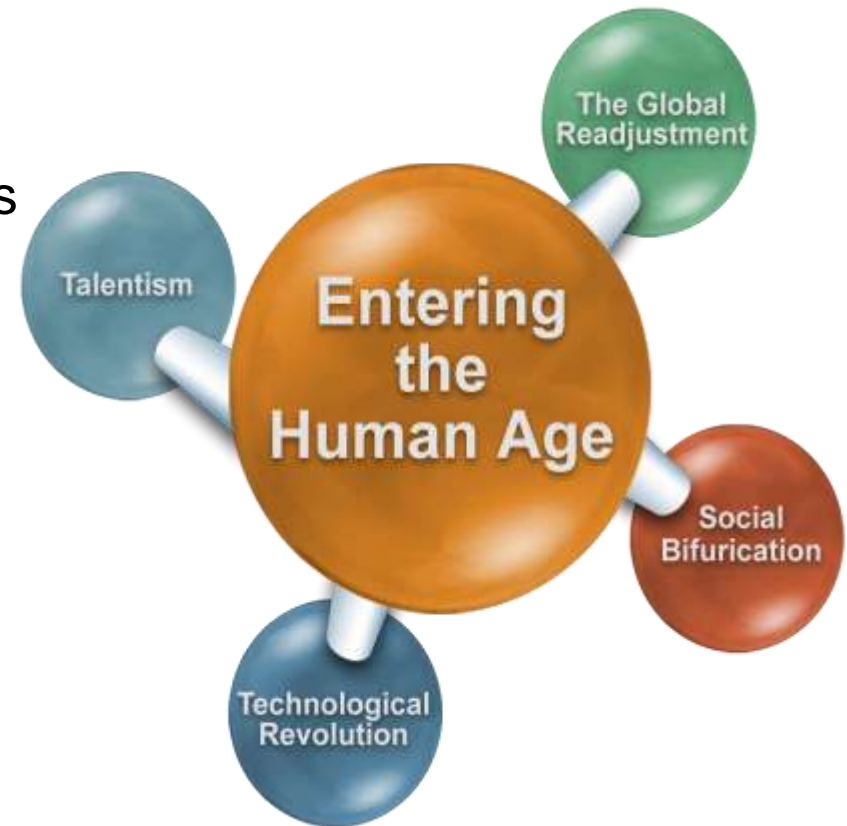 The Global
Readjustment
s
Talentism
Entering
the
Human Age
Social
Bifurication
Technological
Revolution